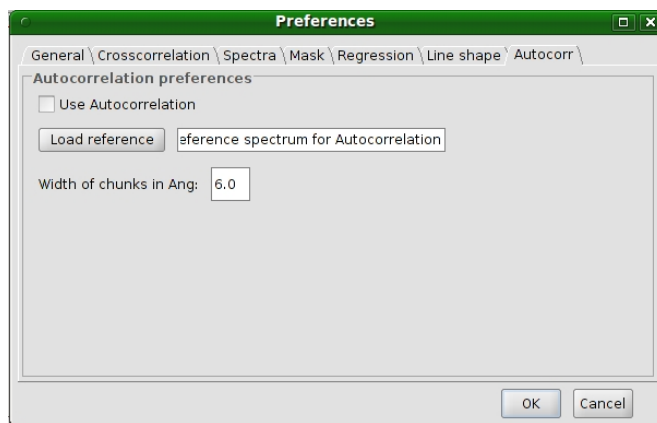 Preferences
General Crosscorrelation Spectra Mask Regression Line shape Autocorr
Autocorrelation preferences
Use Autocorrelation
Load reference eference spectrum for Autocorrelation
Width of chunks in Ang: 6.0
OK Cancel